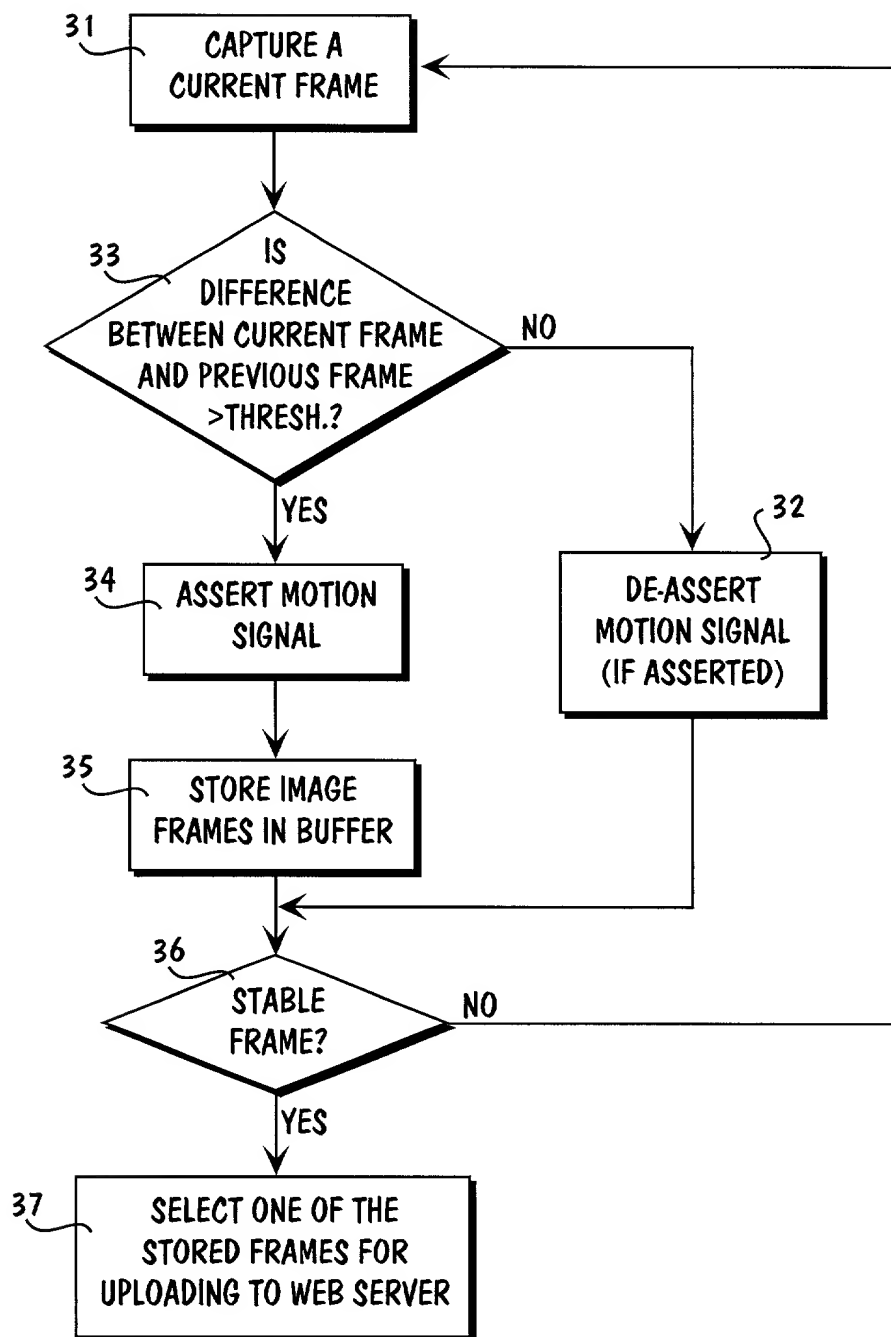 31
CAPTURE A
CURRENT FRAME
33
IS
DIFFERENCE
BETWEEN CURRENT FRAME
AND PREVIOUS FRAME
>THRESH.?
NO
YES
32
DE-ASSERT
MOTION SIGNAL
(IF ASSERTED)
34
ASSERT MOTION
SIGNAL
35
STORE IMAGE
FRAMES IN BUFFER
36
STABLE
FRAME?
NO
YES
37
SELECT ONE OF THE
STORED FRAMES FOR
UPLOADING TO WEB SERVER